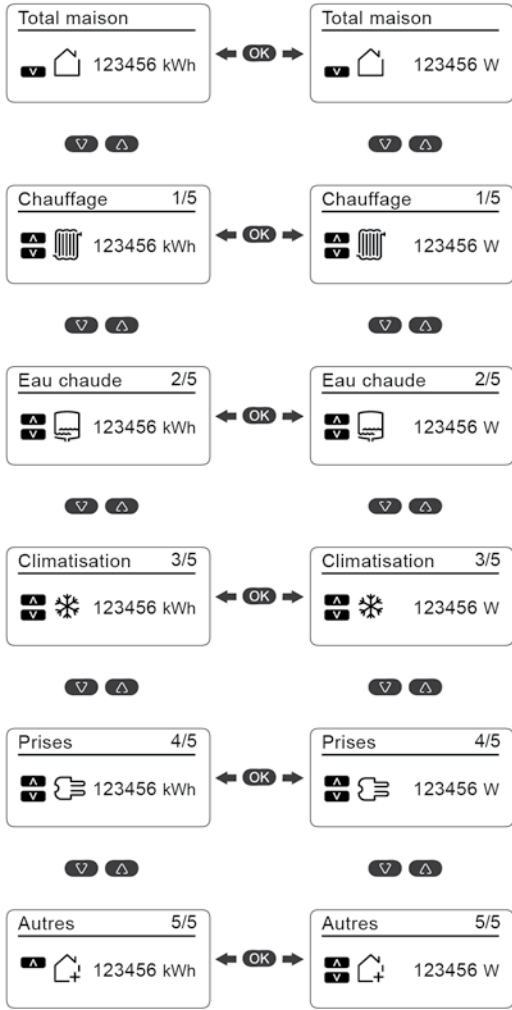 Total maison
123456 kWh
OK
Total maison
123456 W
Chauffage 1/5
123456 kWh
OK
Chauffage 1/5
123456 W
Eau chaude 2/5
123456 kWh
OK
Eau chaude 2/5
123456 W
Climatisation 3/5
123456 kWh
OK
Climatisation 3/5
123456 W
Prises 4/5
123456 kWh
OK
Prises 4/5
123456 W
Autres 5/5
123456 kWh
OK
Autres 5/5
123456 W